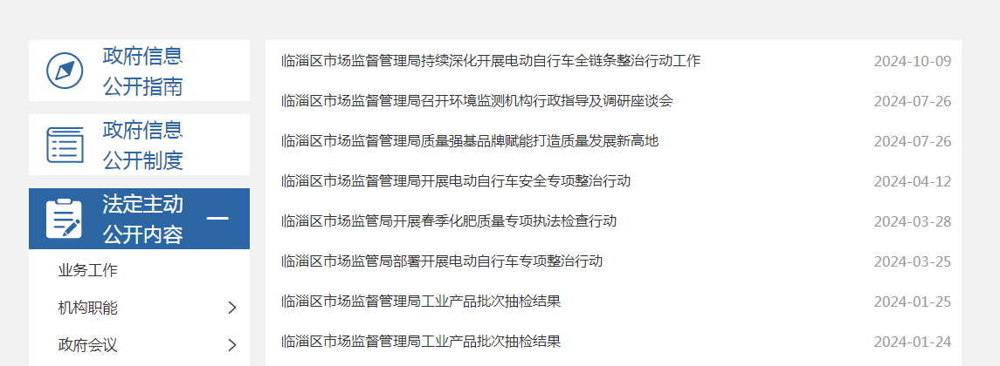 政府信息
公开指南
政府信息
公开制度
法定主动
公开内容
业务工作
机构职能
政府会议
临淄区市场监督管理局持续深化开展电动自行车全链条整治行动工作 2024-10-09
临淄区市场监督管理局召开环境监测机构行政指导及调研座谈会 2024-07-26
临淄区市场监督管理局质量强基品牌赋能打造质量发展新高地 2024-07-26
临淄区市场监督管理局开展电动自行车安全专项整治行动 2024-04-12
临淄区市场监管局开展春季化肥质量专项执法检查行动 2024-03-28
临淄区市场监管局部署开展电动自行车专项整治行动 2024-03-25
临淄区市场监督管理局工业产品批次抽检结果 2024-01-25
临淄区市场监督管理局工业产品批次抽检结果 2024-01-24